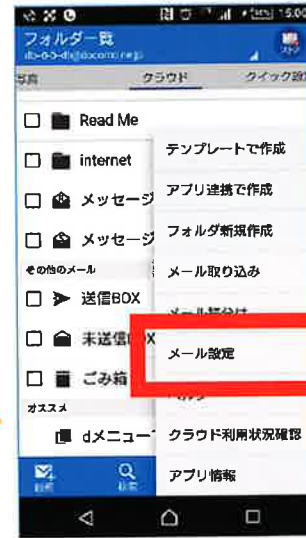 15:00
フォルダ一覧
クラウド
Read Me
テンプレートで作成
internet
アプリ連携で作成
メッセージ
フォルダ新規作成
メッセージ
その他のメール
メール取り込み
送信BOX
未送信BOX
メール設定
ごみ箱
オススメ
dメニュー
クラウド利用状況確認
アプリ情報